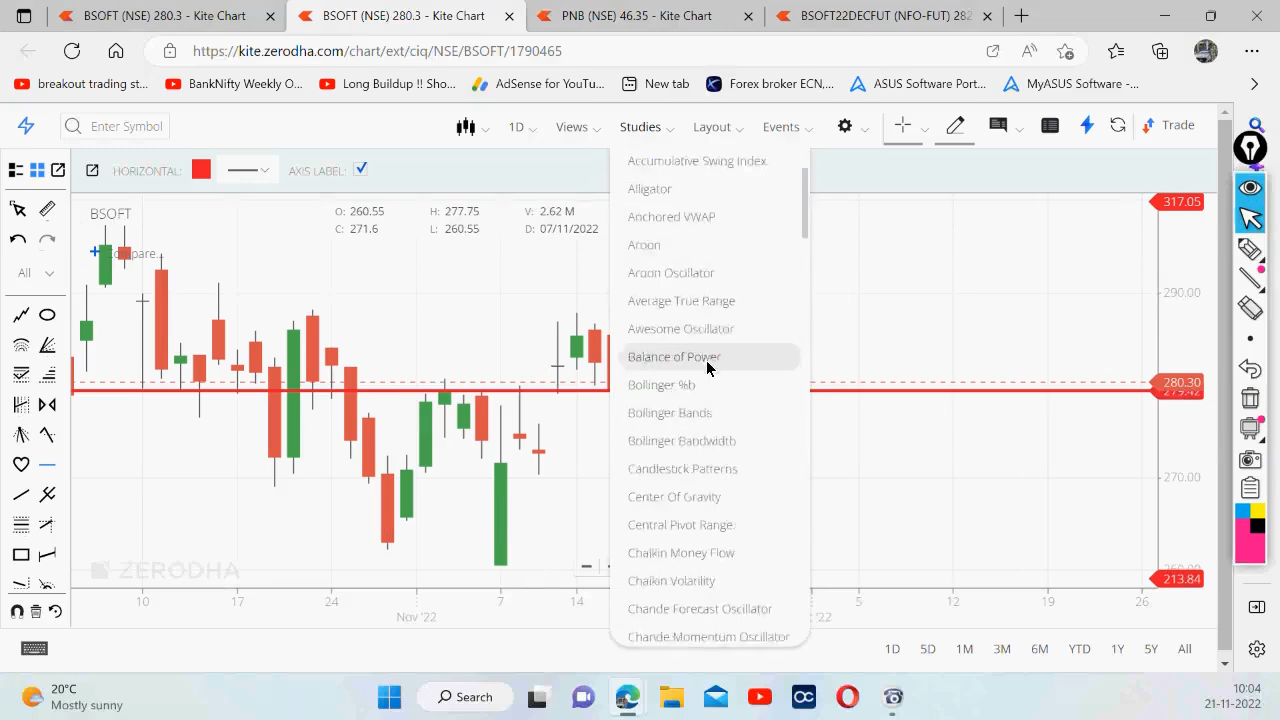 BSOFT (NSE) 280.3 - Kite Chart
BSOFT (NSE) 280.3 - Kite Chart
PNB (NSE) 46.35 - Kite Chart
BSOFT22DECFUT (NFO-FUT) 282
https://kite.zerodha.com/chart/ext/ciq/NSE/BSOFT/1790465
breakout trading st...
BankNifty Weekly O...
Long Buildup !! Sho...
AdSense for YouTu...
New tab
Forex broker ECN,...
ASUS Software Port...
MyASUS Software -...
Enter Symbol
1D
Views
Studies
Layout
Events
Trade
HORIZONTAL:
AXIS LABEL:
BSOFT
O: 260.55
H: 277.75
V: 2.62 M
C: 271.6
L: 260.55
D: 07/11/2022
Compare...
All
Accumulative Swing Index
Alligator
Anchored VWAP
Aroon
Aroon Oscillator
Average True Range
Awesome Oscillator
Balance of Power
Bollinger %b
Bollinger Bands
Bollinger Bandwidth
Candlestick Patterns
Center Of Gravity
Central Pivot Range
Chaikin Money Flow
Chaikin Volatility
Chande Forecast Oscillator
Chande Momentum Oscillator
317.05
290.00
280.30
279.42
270.00
260.00
213.84
ZERODHA
10
17
24
7
14
5
12
19
26
Nov '22
'22
1D
5D
1M
3M
6M
YTD
1Y
5Y
All
20°C
Mostly sunny
Search
10:04
21-11-2022